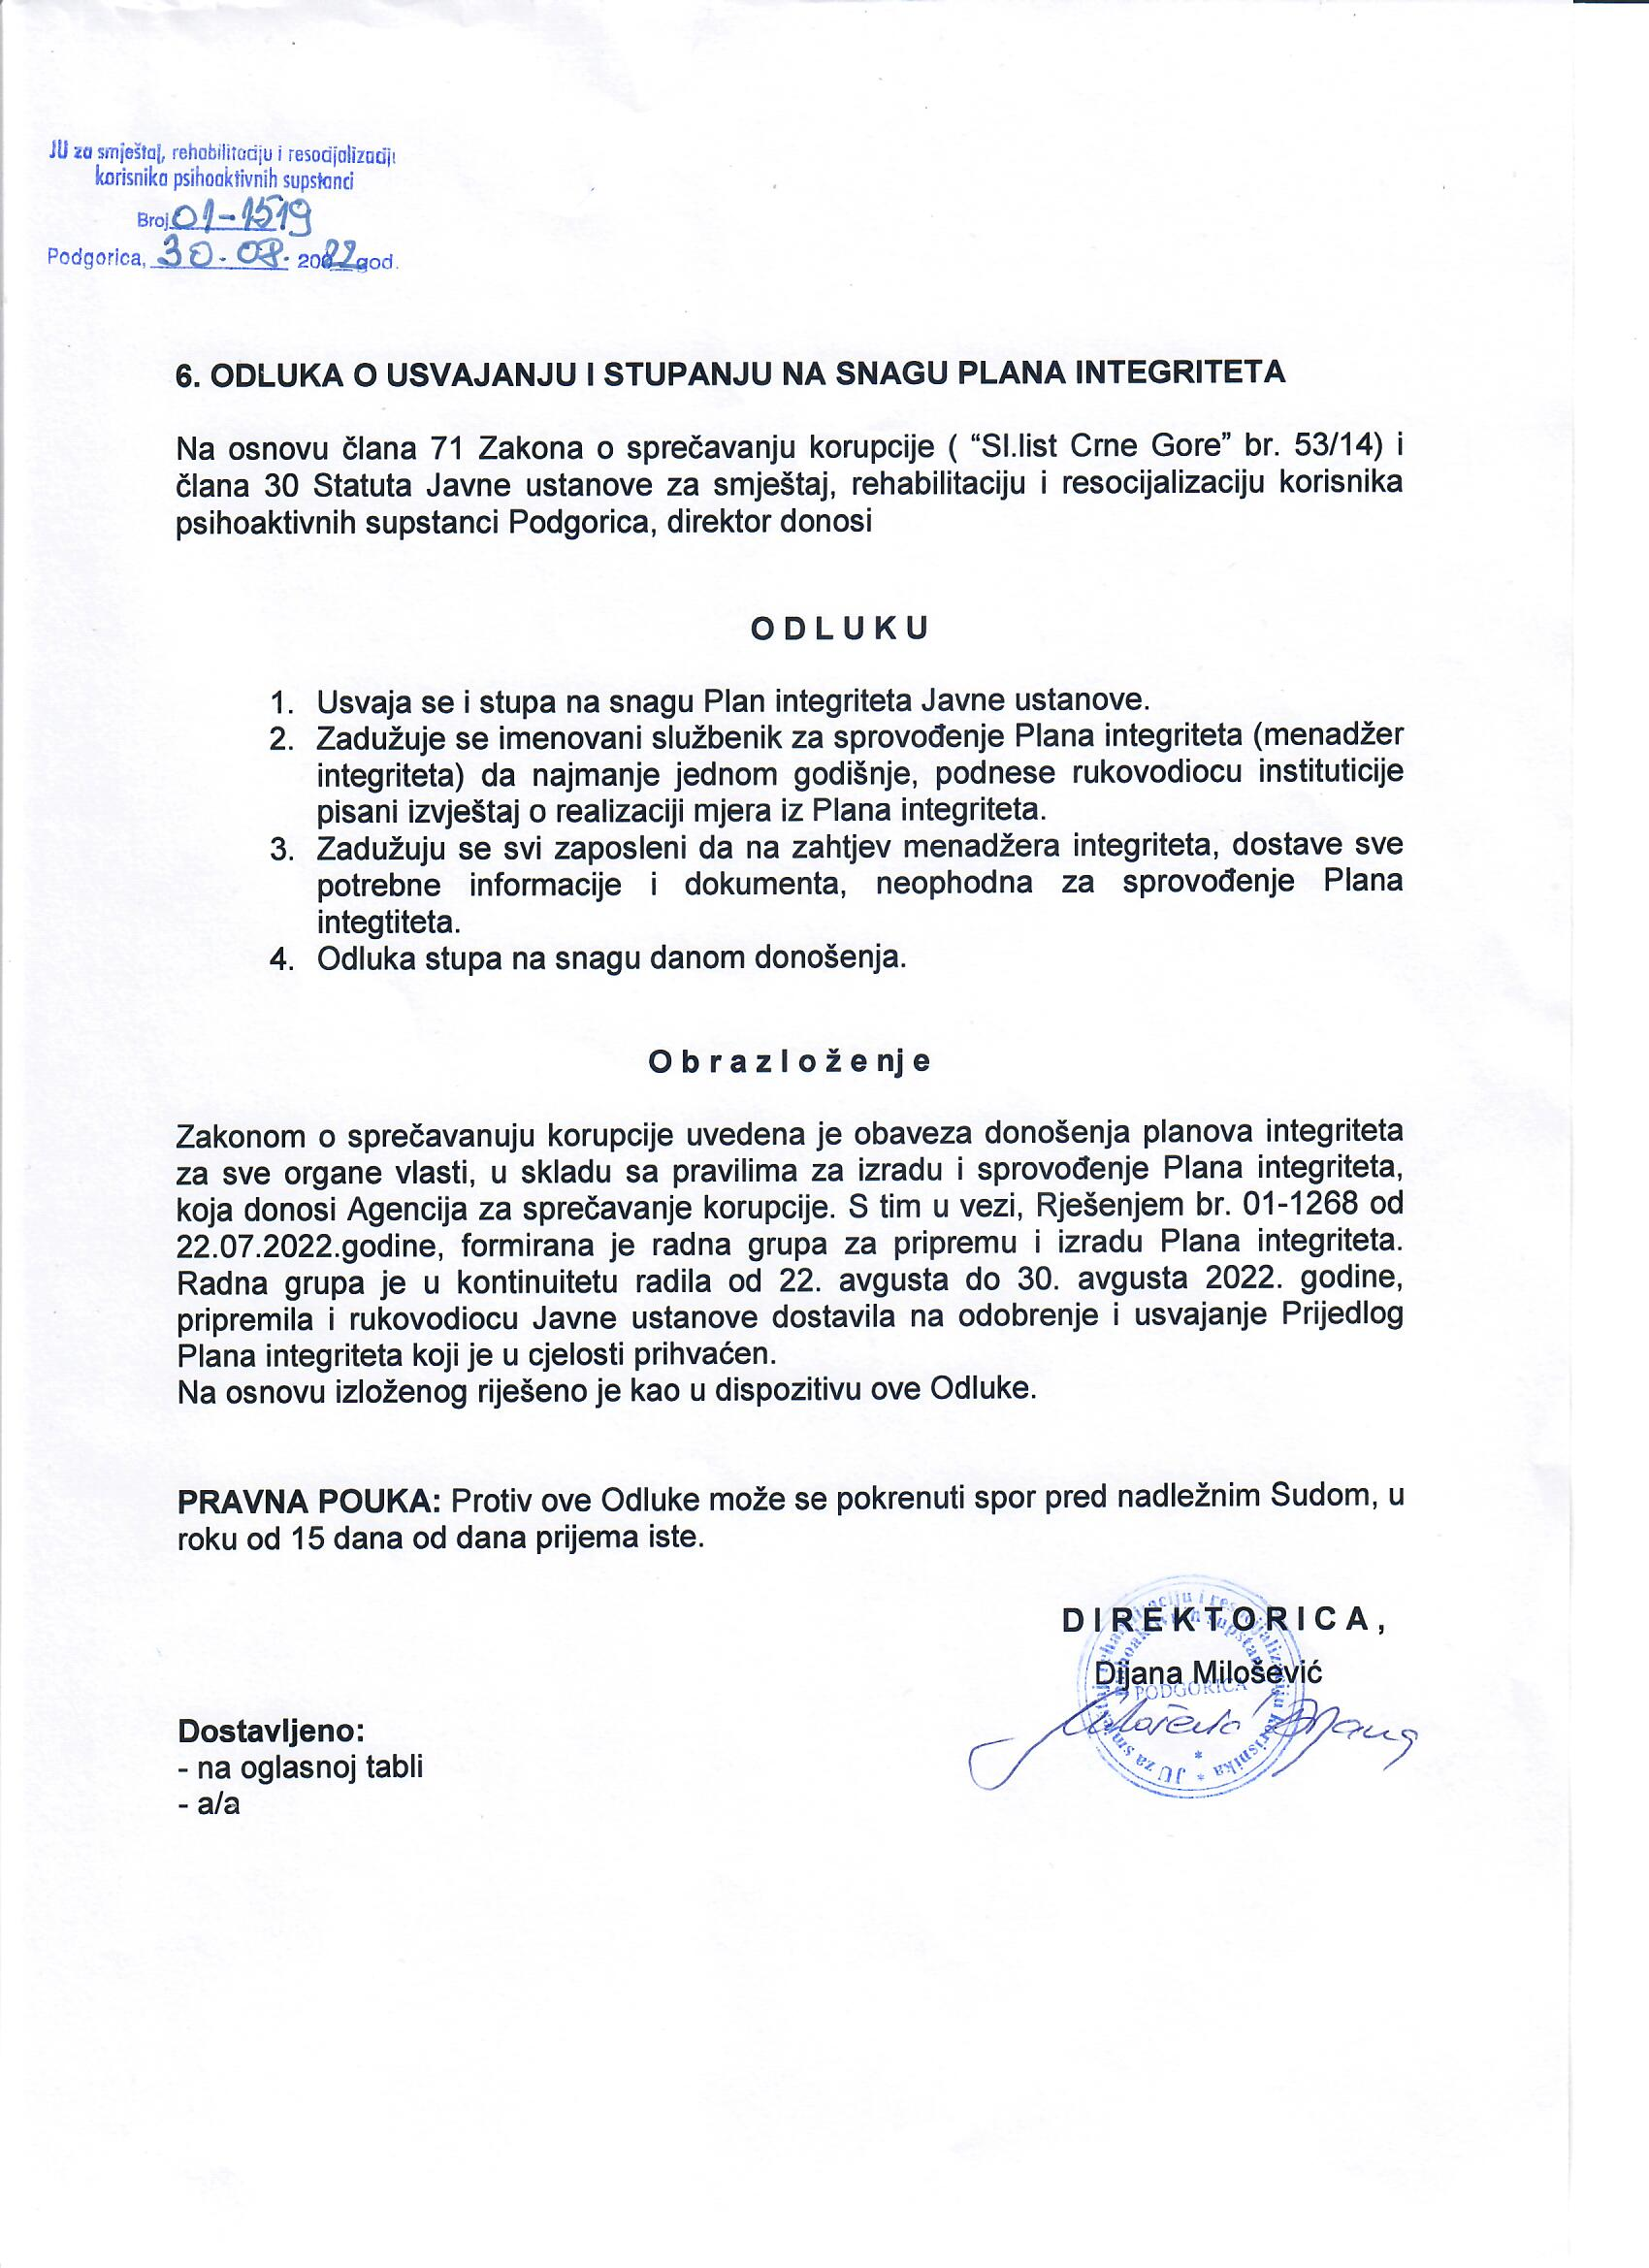 JU za smještaj, rehabilitaciju i resocijalizaciju
korisnika psihoaktivnih supstanci
Broj 01-1519
Podgorica, 30.08. 2022 god.
6. ODLUKA O USVAJANJU I STUPANJU NA SNAGU PLANA INTEGRITETA
Na osnovu člana 71 Zakona o sprečavanju korupcije ( “Sl.list Crne Gore” br. 53/14) i
člana 30 Statuta Javne ustanove za smještaj, rehabilitaciju i resocijalizaciju korisnika
psihoaktivnih supstanci Podgorica, direktor donosi
O D L U K U
1. Usvaja se i stupa na snagu Plan integriteta Javne ustanove.
2. Zadužuje se imenovani službenik za sprovođenje Plana integriteta (menadžer
integriteta) da najmanje jednom godišnje, podnese rukovodiocu instituticije
pisani izvještaj o realizaciji mjera iz Plana integriteta.
3. Zadužuju se svi zaposleni da na zahtjev menadžera integriteta, dostave sve
potrebne informacije i dokumenta, neophodna za sprovođenje Plana
integtiteta.
4. Odluka stupa na snagu danom donošenja.
O b r a z l o ž e nj e
Zakonom o sprečavanuju korupcije uvedena je obaveza donošenja planova integriteta
za sve organe vlasti, u skladu sa pravilima za izradu i sprovođenje Plana integriteta,
koja donosi Agencija za sprečavanje korupcije. S tim u vezi, Rješenjem br. 01-1268 od
22.07.2022.godine, formirana je radna grupa za pripremu i izradu Plana integriteta.
Radna grupa je u kontinuitetu radila od 22. avgusta do 30. avgusta 2022. godine,
pripremila i rukovodiocu Javne ustanove dostavila na odobrenje i usvajanje Prijedlog
Plana integriteta koji je u cjelosti prihvaćen.
Na osnovu izloženog riješeno je kao u dispozitivu ove Odluke.
PRAVNA POUKA: Protiv ove Odluke može se pokrenuti spor pred nadležnim Sudom, u
roku od 15 dana od dana prijema iste.
D I R E K T O R I C A ,
Dijana Milošević
PODGORICA
JU za smještaj, rehabilitaciju i resocijalizaciju korisnika
Milošević Dijana
Dostavljeno:
- na oglasnoj tabli
- a/a